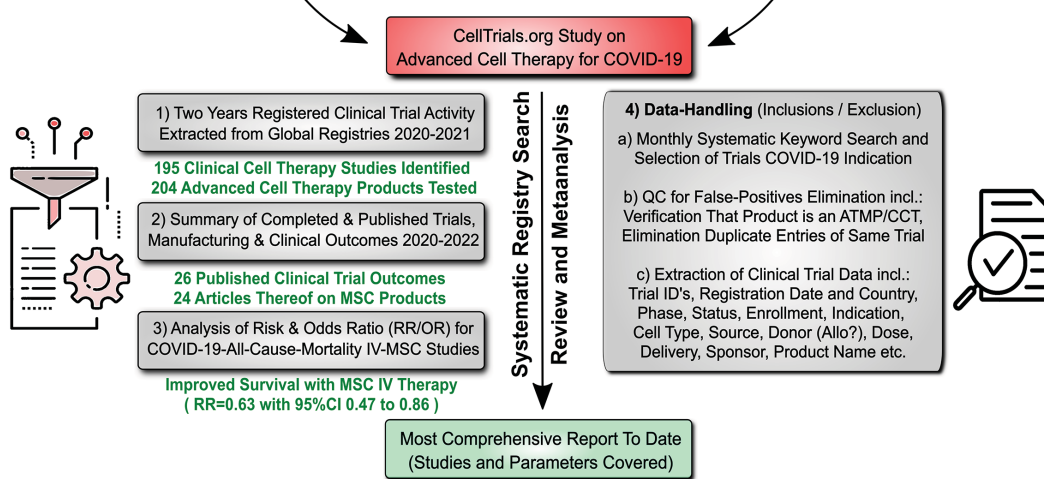 CellTrials.org Study on
Advanced Cell Therapy for COVID-19
1) Two Years Registered Clinical Trial Activity
Extracted from Global Registries 2020-2021
195 Clinical Cell Therapy Studies Identified
204 Advanced Cell Therapy Products Tested
2) Summary of Completed & Published Trials,
Manufacturing & Clinical Outcomes 2020-2022
26 Published Clinical Trial Outcomes
24 Articles Thereof on MSC Products
3) Analysis of Risk & Odds Ratio (RR/OR) for
COVID-19-All-Cause-Mortality IV-MSC Studies
Improved Survival with MSC IV Therapy
( RR=0.63 with 95%CI 0.47 to 0.86 )
Systematic Registry Search
Review and Metaanalysis
4) Data-Handling (Inclusions / Exclusion)
a) Monthly Systematic Keyword Search and
Selection of Trials COVID-19 Indication
b) QC for False-Positives Elimination incl.:
Verification That Product is an ATMP/CCT,
Elimination Duplicate Entries of Same Trial
c) Extraction of Clinical Trial Data incl.:
Trial ID's, Registration Date and Country,
Phase, Status, Enrollment, Indication,
Cell Type, Source, Donor (Allo?), Dose,
Delivery, Sponsor, Product Name etc.
Most Comprehensive Report To Date
(Studies and Parameters Covered)